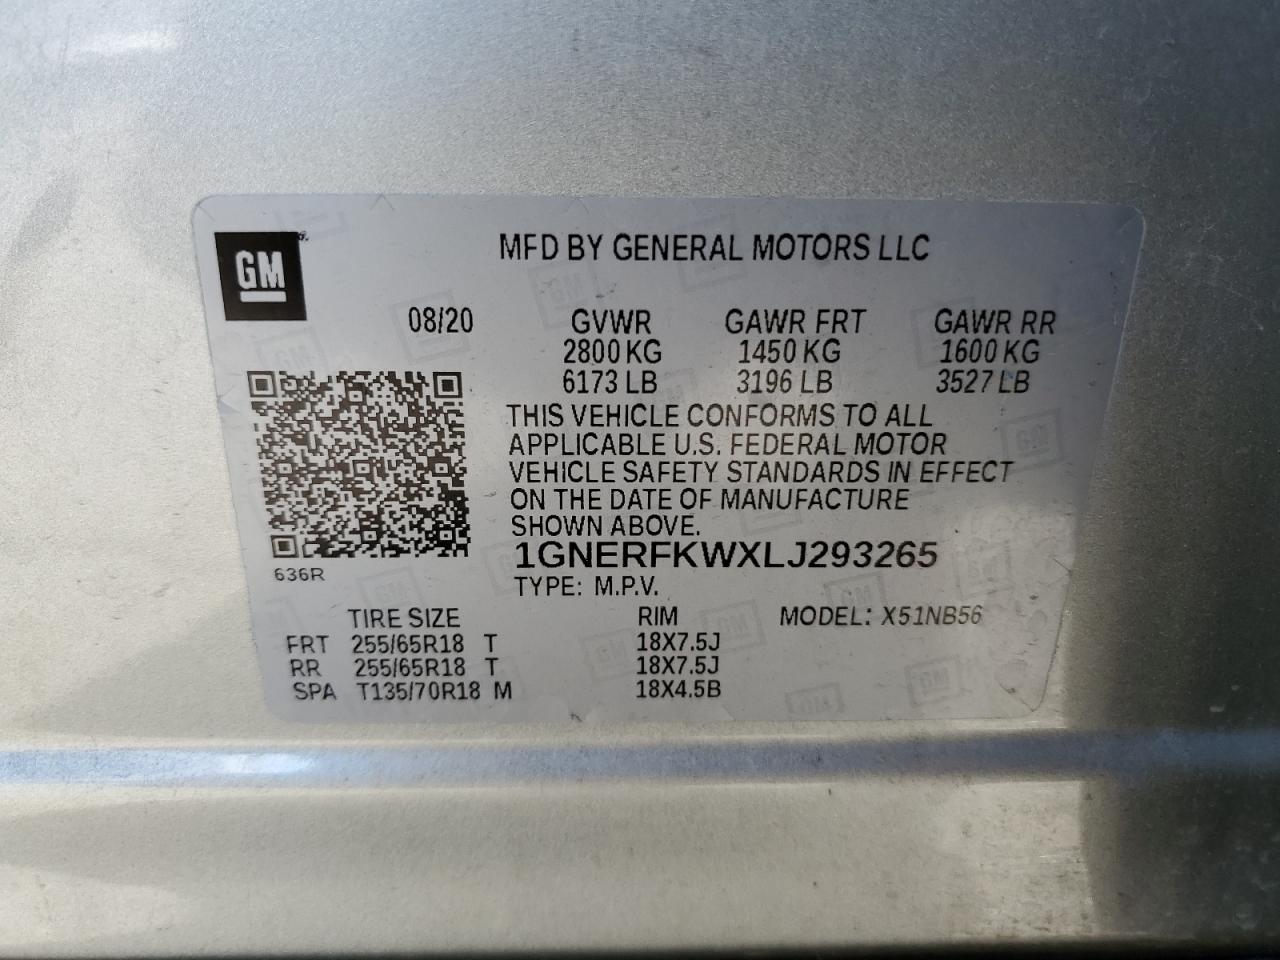 GM
MFD BY GENERAL MOTORS LLC
08/20 GVWR GAWR FRT GAWR RR
2800 KG 1450 KG 1600 KG
6173 LB 3196 LB 3527 LB
THIS VEHICLE CONFORMS TO ALL
APPLICABLE U.S. FEDERAL MOTOR
VEHICLE SAFETY STANDARDS IN EFFECT
ON THE DATE OF MANUFACTURE
SHOWN ABOVE.
1GNERFKWXLJ293265
636R
TYPE: M.P.V.
TIRE SIZE RIM MODEL: X51NB56
FRT 255/65R18 T 18X7.5J
RR 255/65R18 T 18X7.5J
SPA T135/70R18 M 18X4.5B